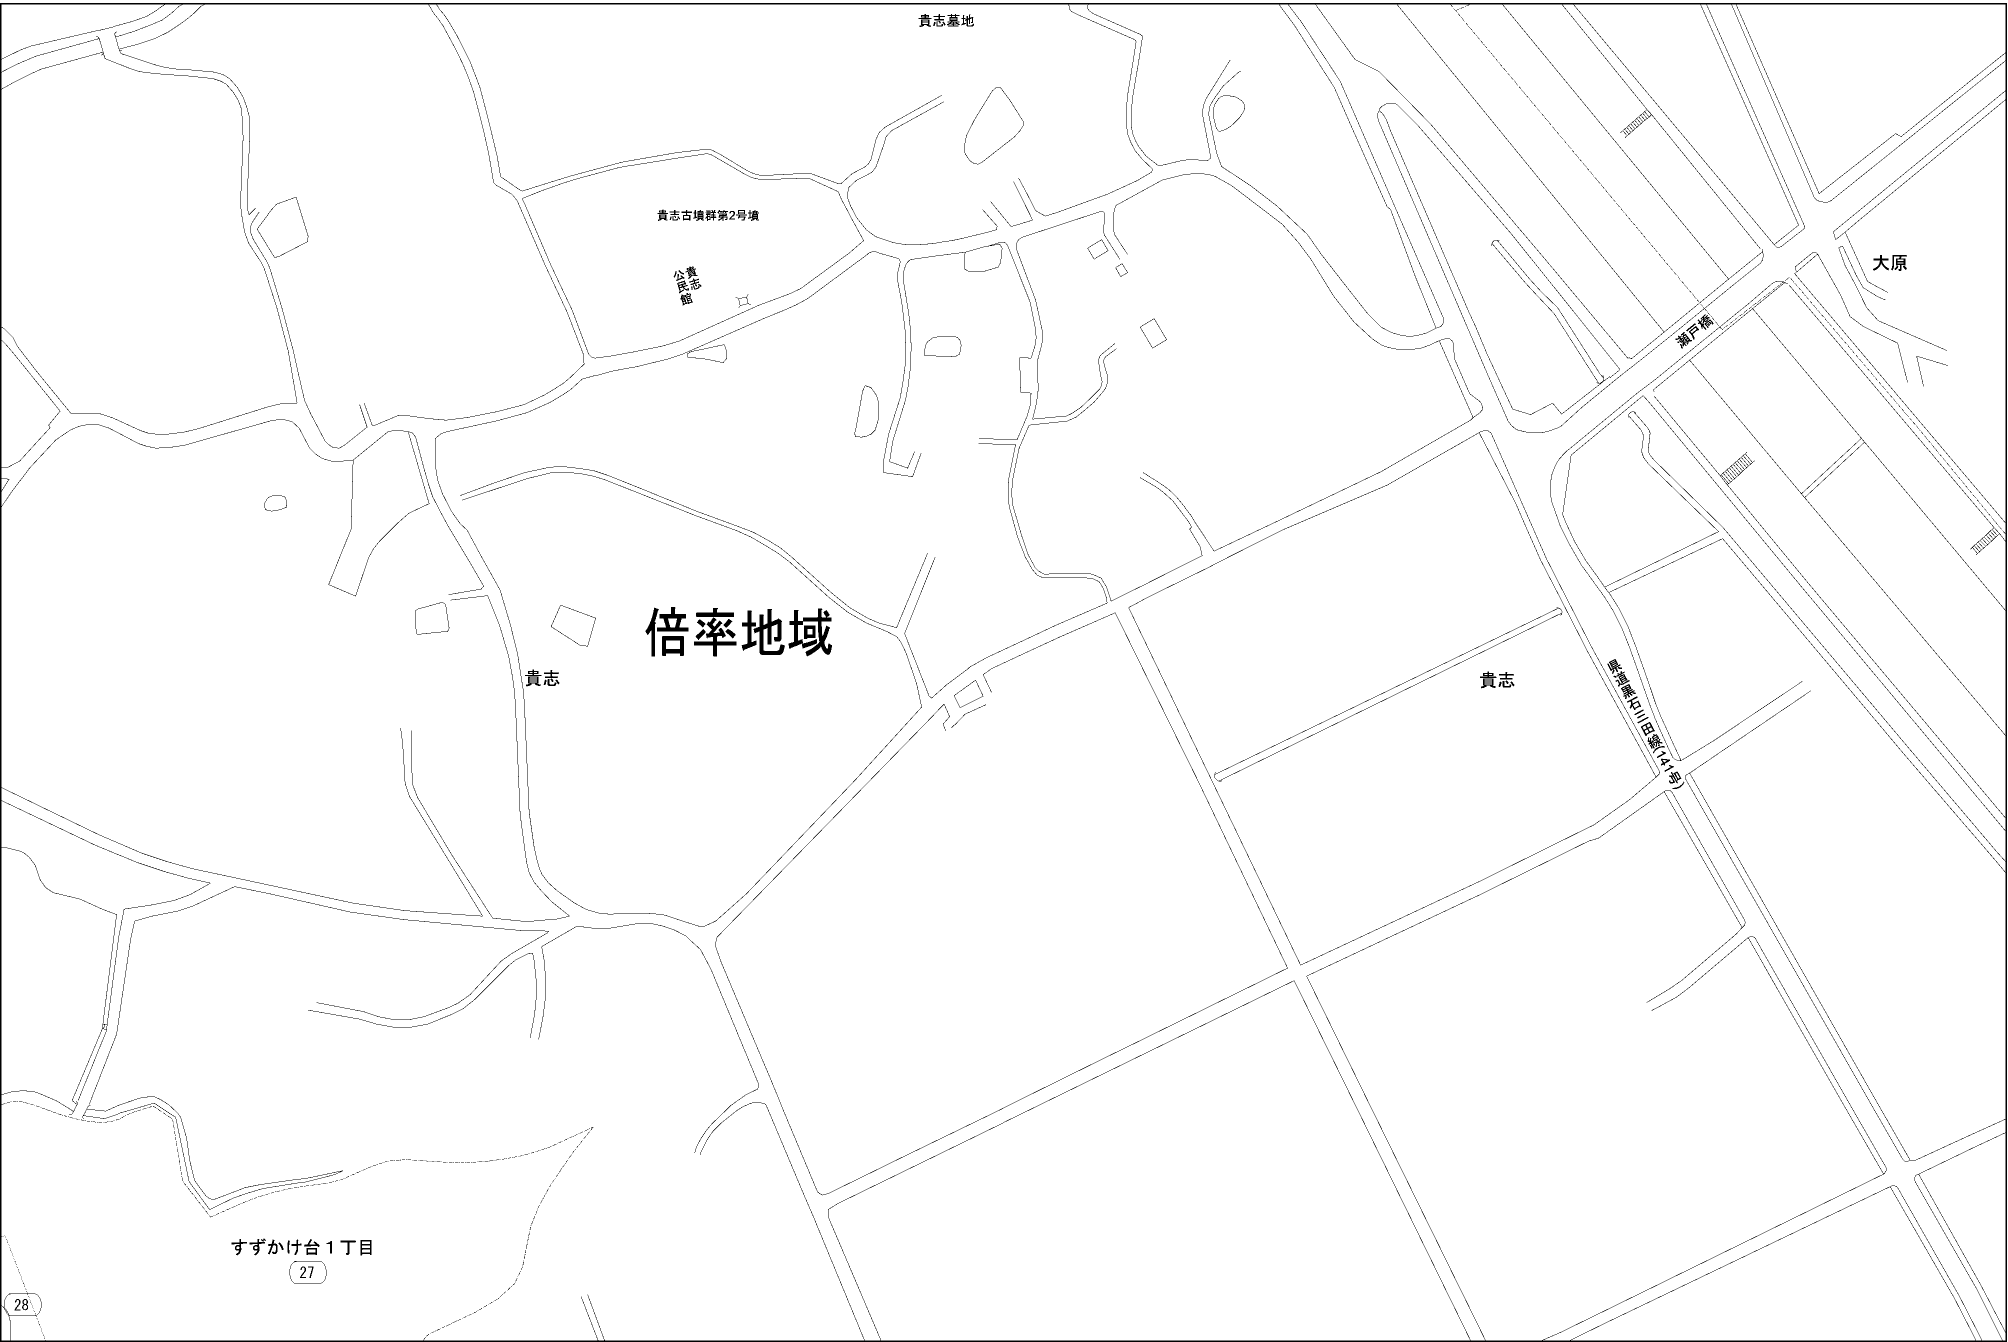 貴志墓地
貴志古墳群第2号墳
貴志
公民館
大原
瀬戸橋
倍率地域
貴志
貴志
県道黒石三田線(141号)
すずかけ台１丁目
27
28